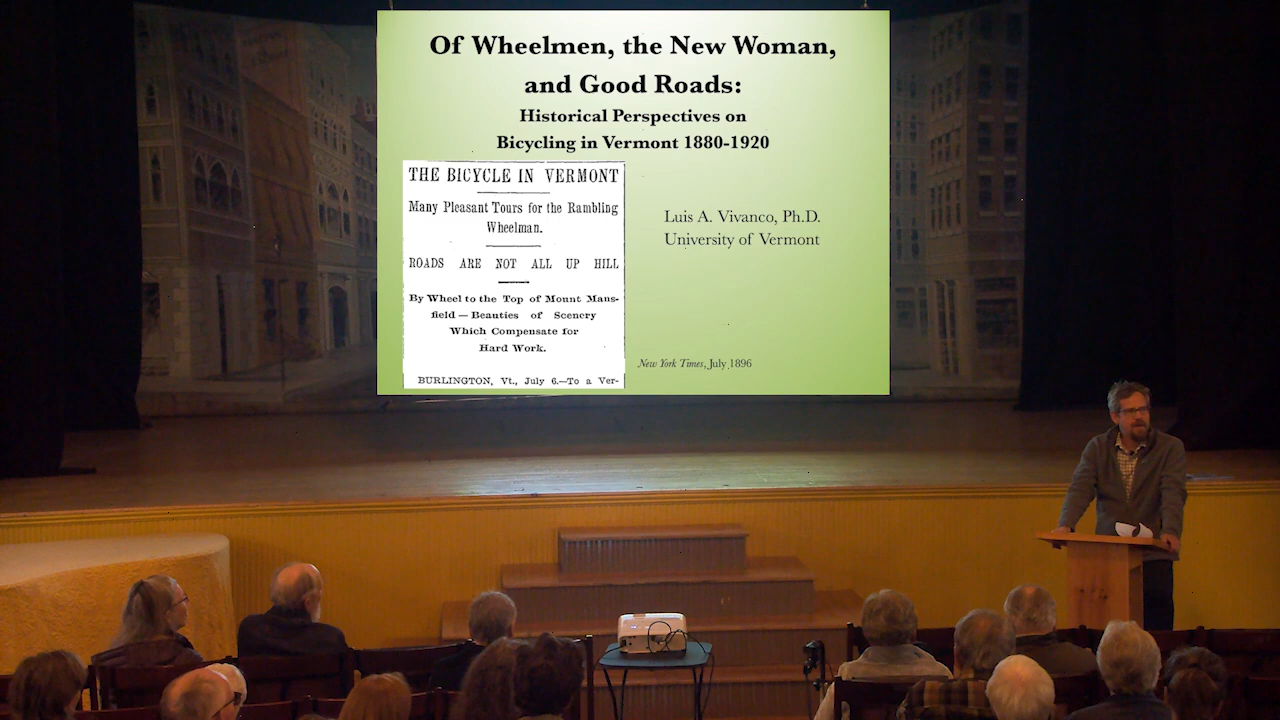 Of Wheelmen, the New Woman,
and Good Roads:
Historical Perspectives on
Bicycling in Vermont 1880-1920
THE BICYCLE IN VERMONT
Many Pleasant Tours for the Rambling
Wheelman.
ROADS ARE NOT ALL UP HILL
By Wheel to the Top of Mount Mans-
field — Beauties of Scenery
Which Compensate for
Hard Work.
BURLINGTON, Vt., July 6.—To a Ver-
Luis A. Vivanco, Ph.D.
University of Vermont
New York Times, July 1896